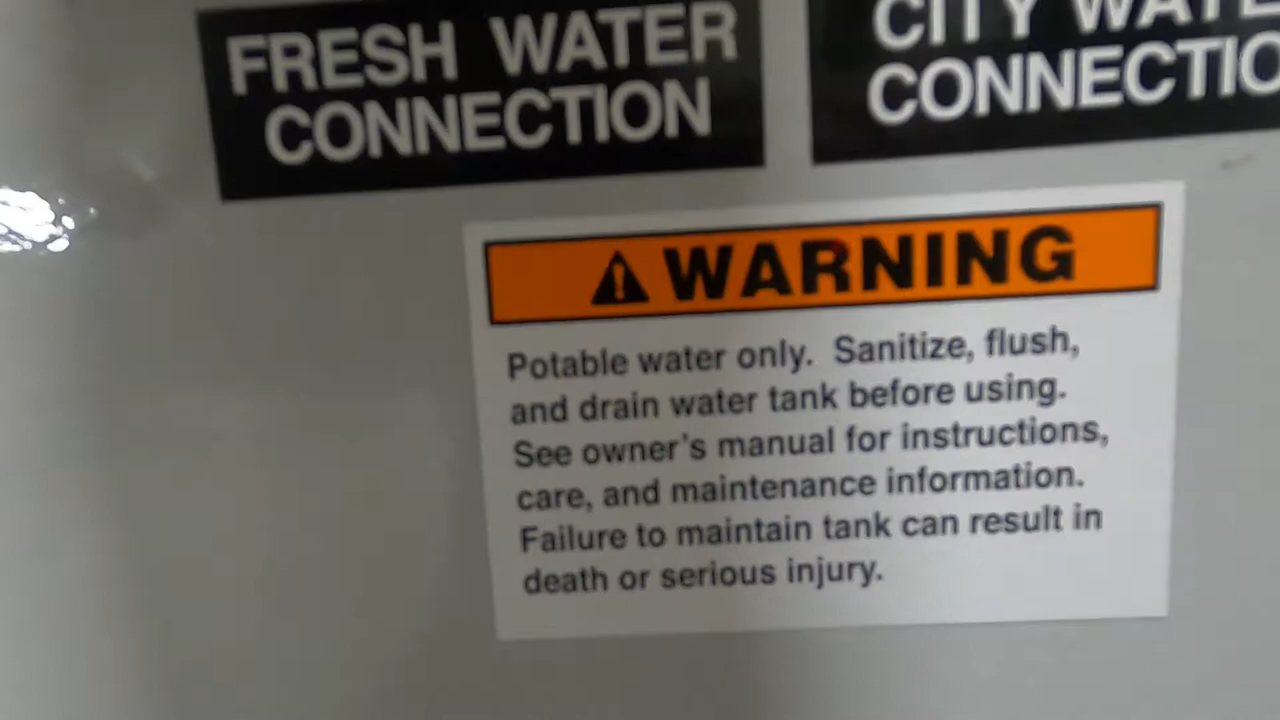 FRESH WATER
CONNECTION
CITY
CONNECTIO
WARNING
Potable water only. Sanitize, flush,
and drain water tank before using.
See owner's manual for instructions,
care, and maintenance information.
Failure to maintain tank can result in
death or serious injury.